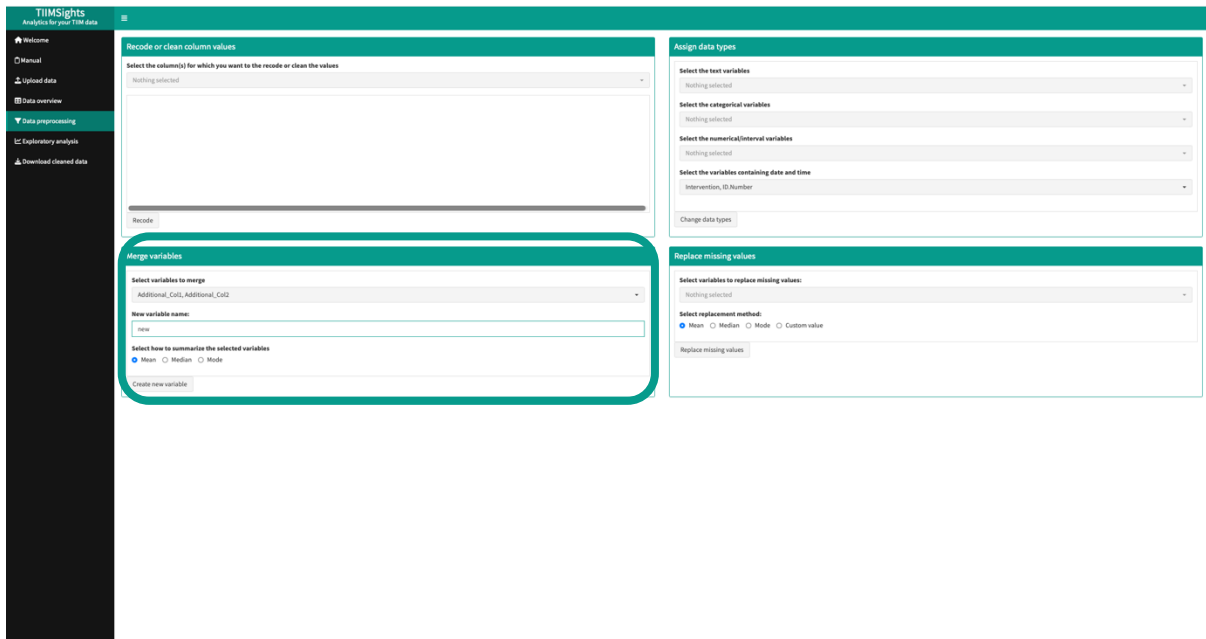 TIIMSights
Analytics for your TIIM data
Welcome
Manual
Upload data
Data overview
Data preprocessing
Exploratory analysis
Download cleaned data
Recode or clean column values
Select the column(s) for which you want to the recode or clean the values
Nothing selected
Recode
Assign data types
Select the text variables
Nothing selected
Select the categorical variables
Nothing selected
Select the numerical/interval variables
Nothing selected
Select the variables containing date and time
Intervention, ID.Number
Change data types
Merge variables
Select variables to merge
Additional_Col1, Additional_Col2
New variable name:
new
Select how to summarize the selected variables
Mean Median Mode
Create new variable
Replace missing values
Select variables to replace missing values:
Nothing selected
Select replacement method:
Mean Median Mode Custom value
Replace missing values